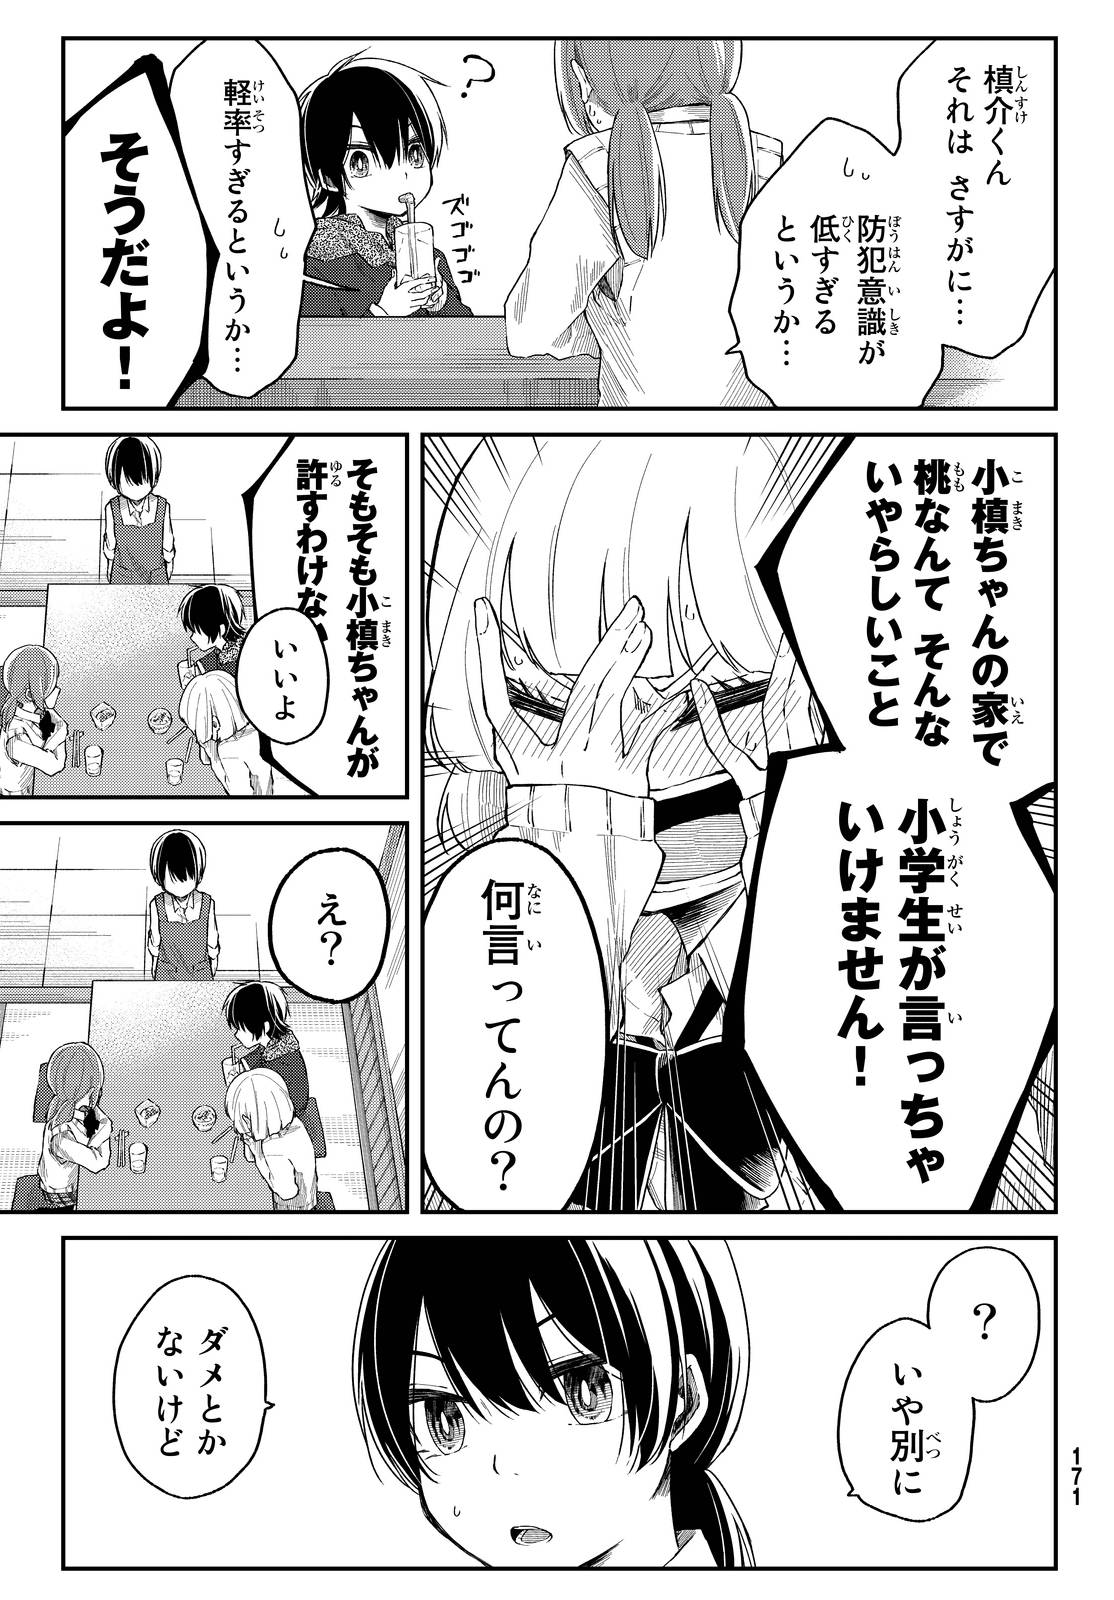 槙介くん
それは さすがに…
防犯意識が
低すぎる
というか…
?
ズゴゴゴゴ
軽率すぎるというか…
そうだよ!
小槙ちゃんの家で
桃なんて そんな
いやらしいこと
小学生が言っちゃ
いけません!
何言ってんの?
そもそも小槙ちゃんが
許すわけない
いいよ
え?
?
いや別に
ダメとか
ないけど
171